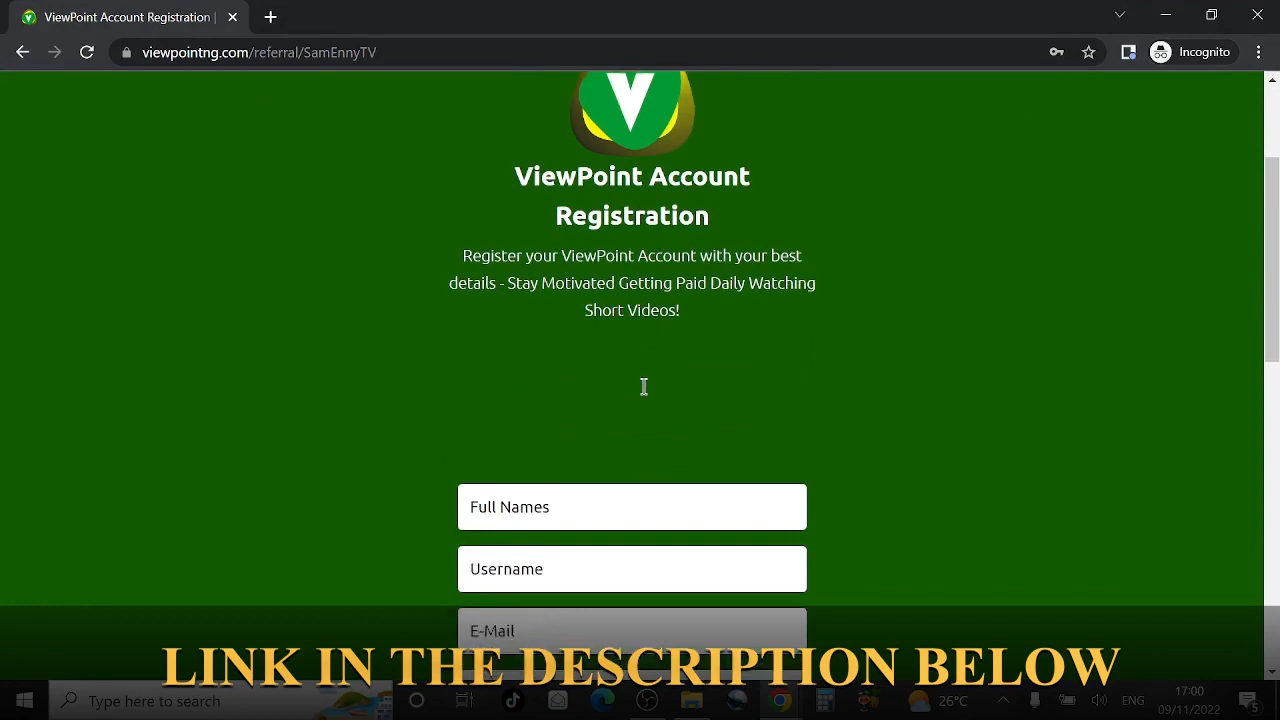 ViewPoint Account Registration |
viewpointng.com/referral/SamEnnyTV
Incognito
V
ViewPoint Account
Registration
Register your ViewPoint Account with your best
details - Stay Motivated Getting Paid Daily Watching
Short Videos!
Full Names
Username
E-Mail
LINK IN THE DESCRIPTION BELOW
Type here to search
26°C
ENG
17:00
09/11/2022
5